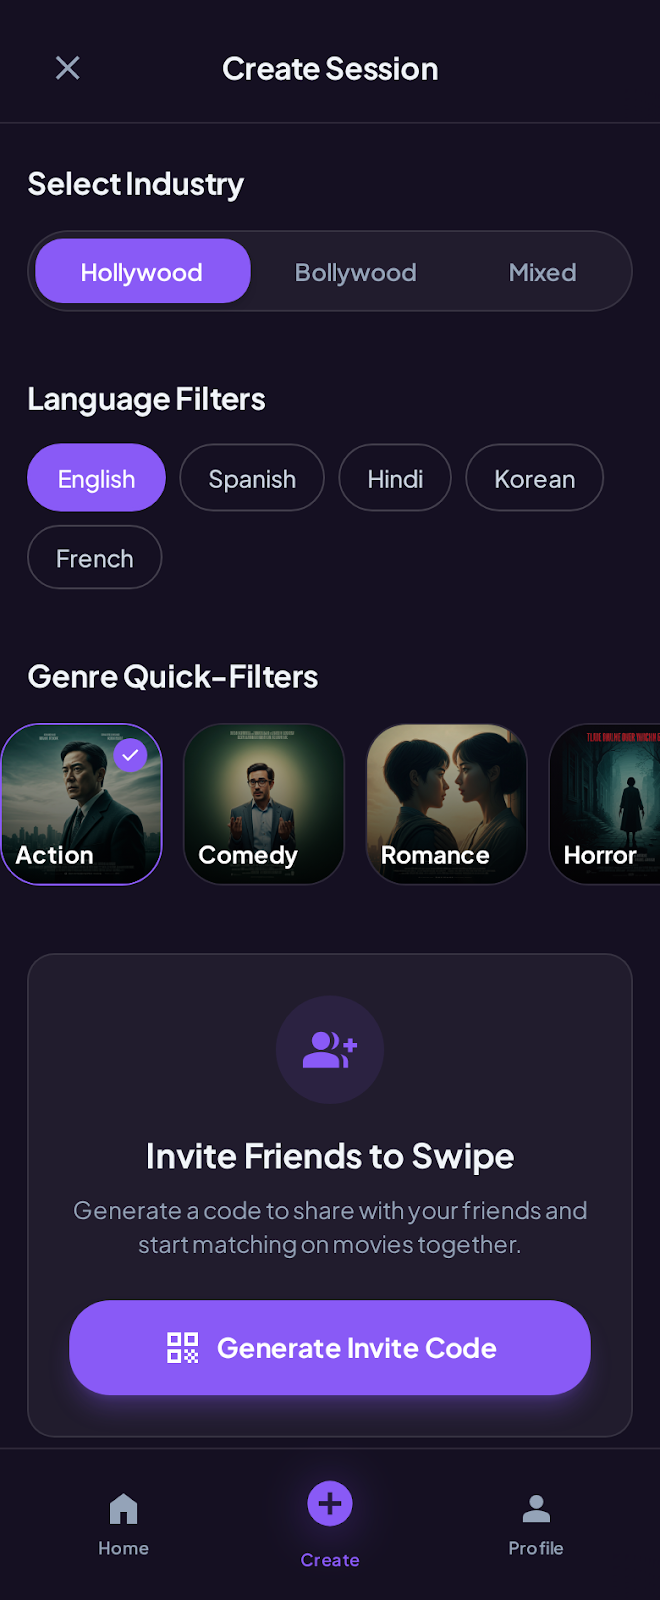 Create Session
Select Industry
Hollywood Bollywood Mixed
Language Filters
English Spanish Hindi Korean
French
Genre Quick-Filters
Action Comedy Romance Horror
Invite Friends to Swipe
Generate a code to share with your friends and
start matching on movies together.
Generate Invite Code
Home Create Profile